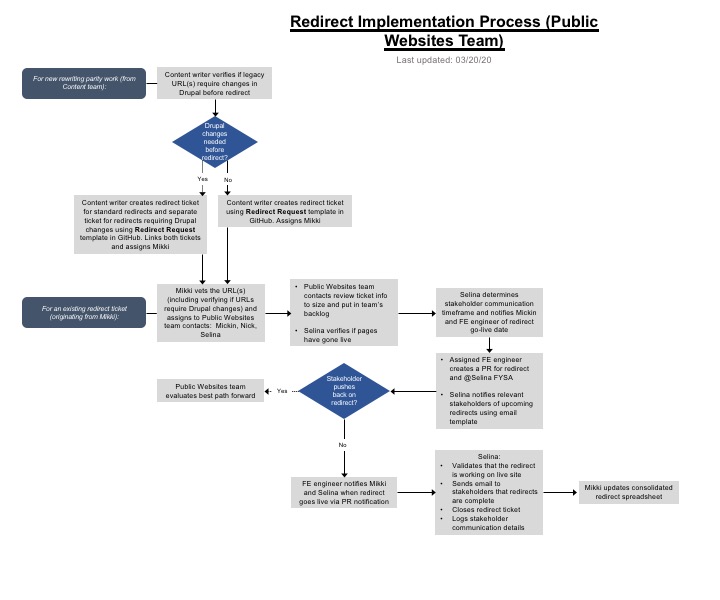 Redirect Implementation Process (Public
Websites Team)
Last updated: 03/20/20
For new rewriting parity work (from
Content team):
Content writer verifies if legacy
URL(s) require changes in
Drupal before redirect
Drupal
changes
needed
before
redirect?
Yes
No
Content writer creates redirect ticket
for standard redirects and separate
ticket for redirects requiring Drupal
changes using Redirect Request
template in GitHub. Links both tickets
and assigns Mikki
Content writer creates redirect ticket
using Redirect Request template in
GitHub. Assigns Mikki
For an existing redirect ticket
(originating from Mikki):
Mikki vets the URL(s)
(including verifying if URLs
require Drupal changes) and
assigns to Public Websites
team contacts: Mickin, Nick,
Selina
• Public Websites team
contacts review ticket info
to size and put in team's
backlog
• Selina verifies if pages
have gone live
Selina determines
stakeholder communication
timeframe and notifies Mickin
and FE engineer of redirect
go-live date
• Assigned FE engineer
creates a PR for redirect
and @Selina FYSA
• Selina notifies relevant
stakeholders of upcoming
redirects using email
template
Stakeholder
pushes
back on
redirect?
Yes
Public Websites team
evaluates best path forward
No
FE engineer notifies Mikki
and Selina when redirect
goes live via PR notification
Selina:
• Validates that the redirect
is working on live site
• Sends email to
stakeholders that redirects
are complete
• Closes redirect ticket
• Logs stakeholder
communication details
Mikki updates consolidated
redirect spreadsheet